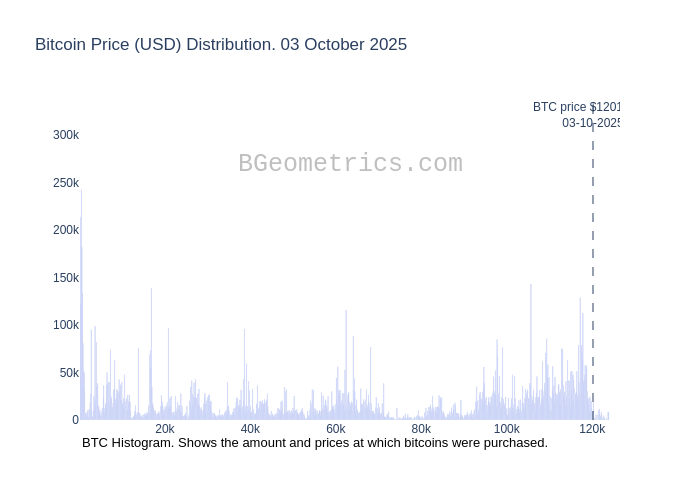 Bitcoin Price (USD) Distribution. 03 October 2025
BTC price $1201
03-10-2025
BGeometrics.com
300k
250k
200k
150k
100k
50k
0
20k 40k 60k 80k 100k 120k
BTC Histogram. Shows the amount and prices at which bitcoins were purchased.